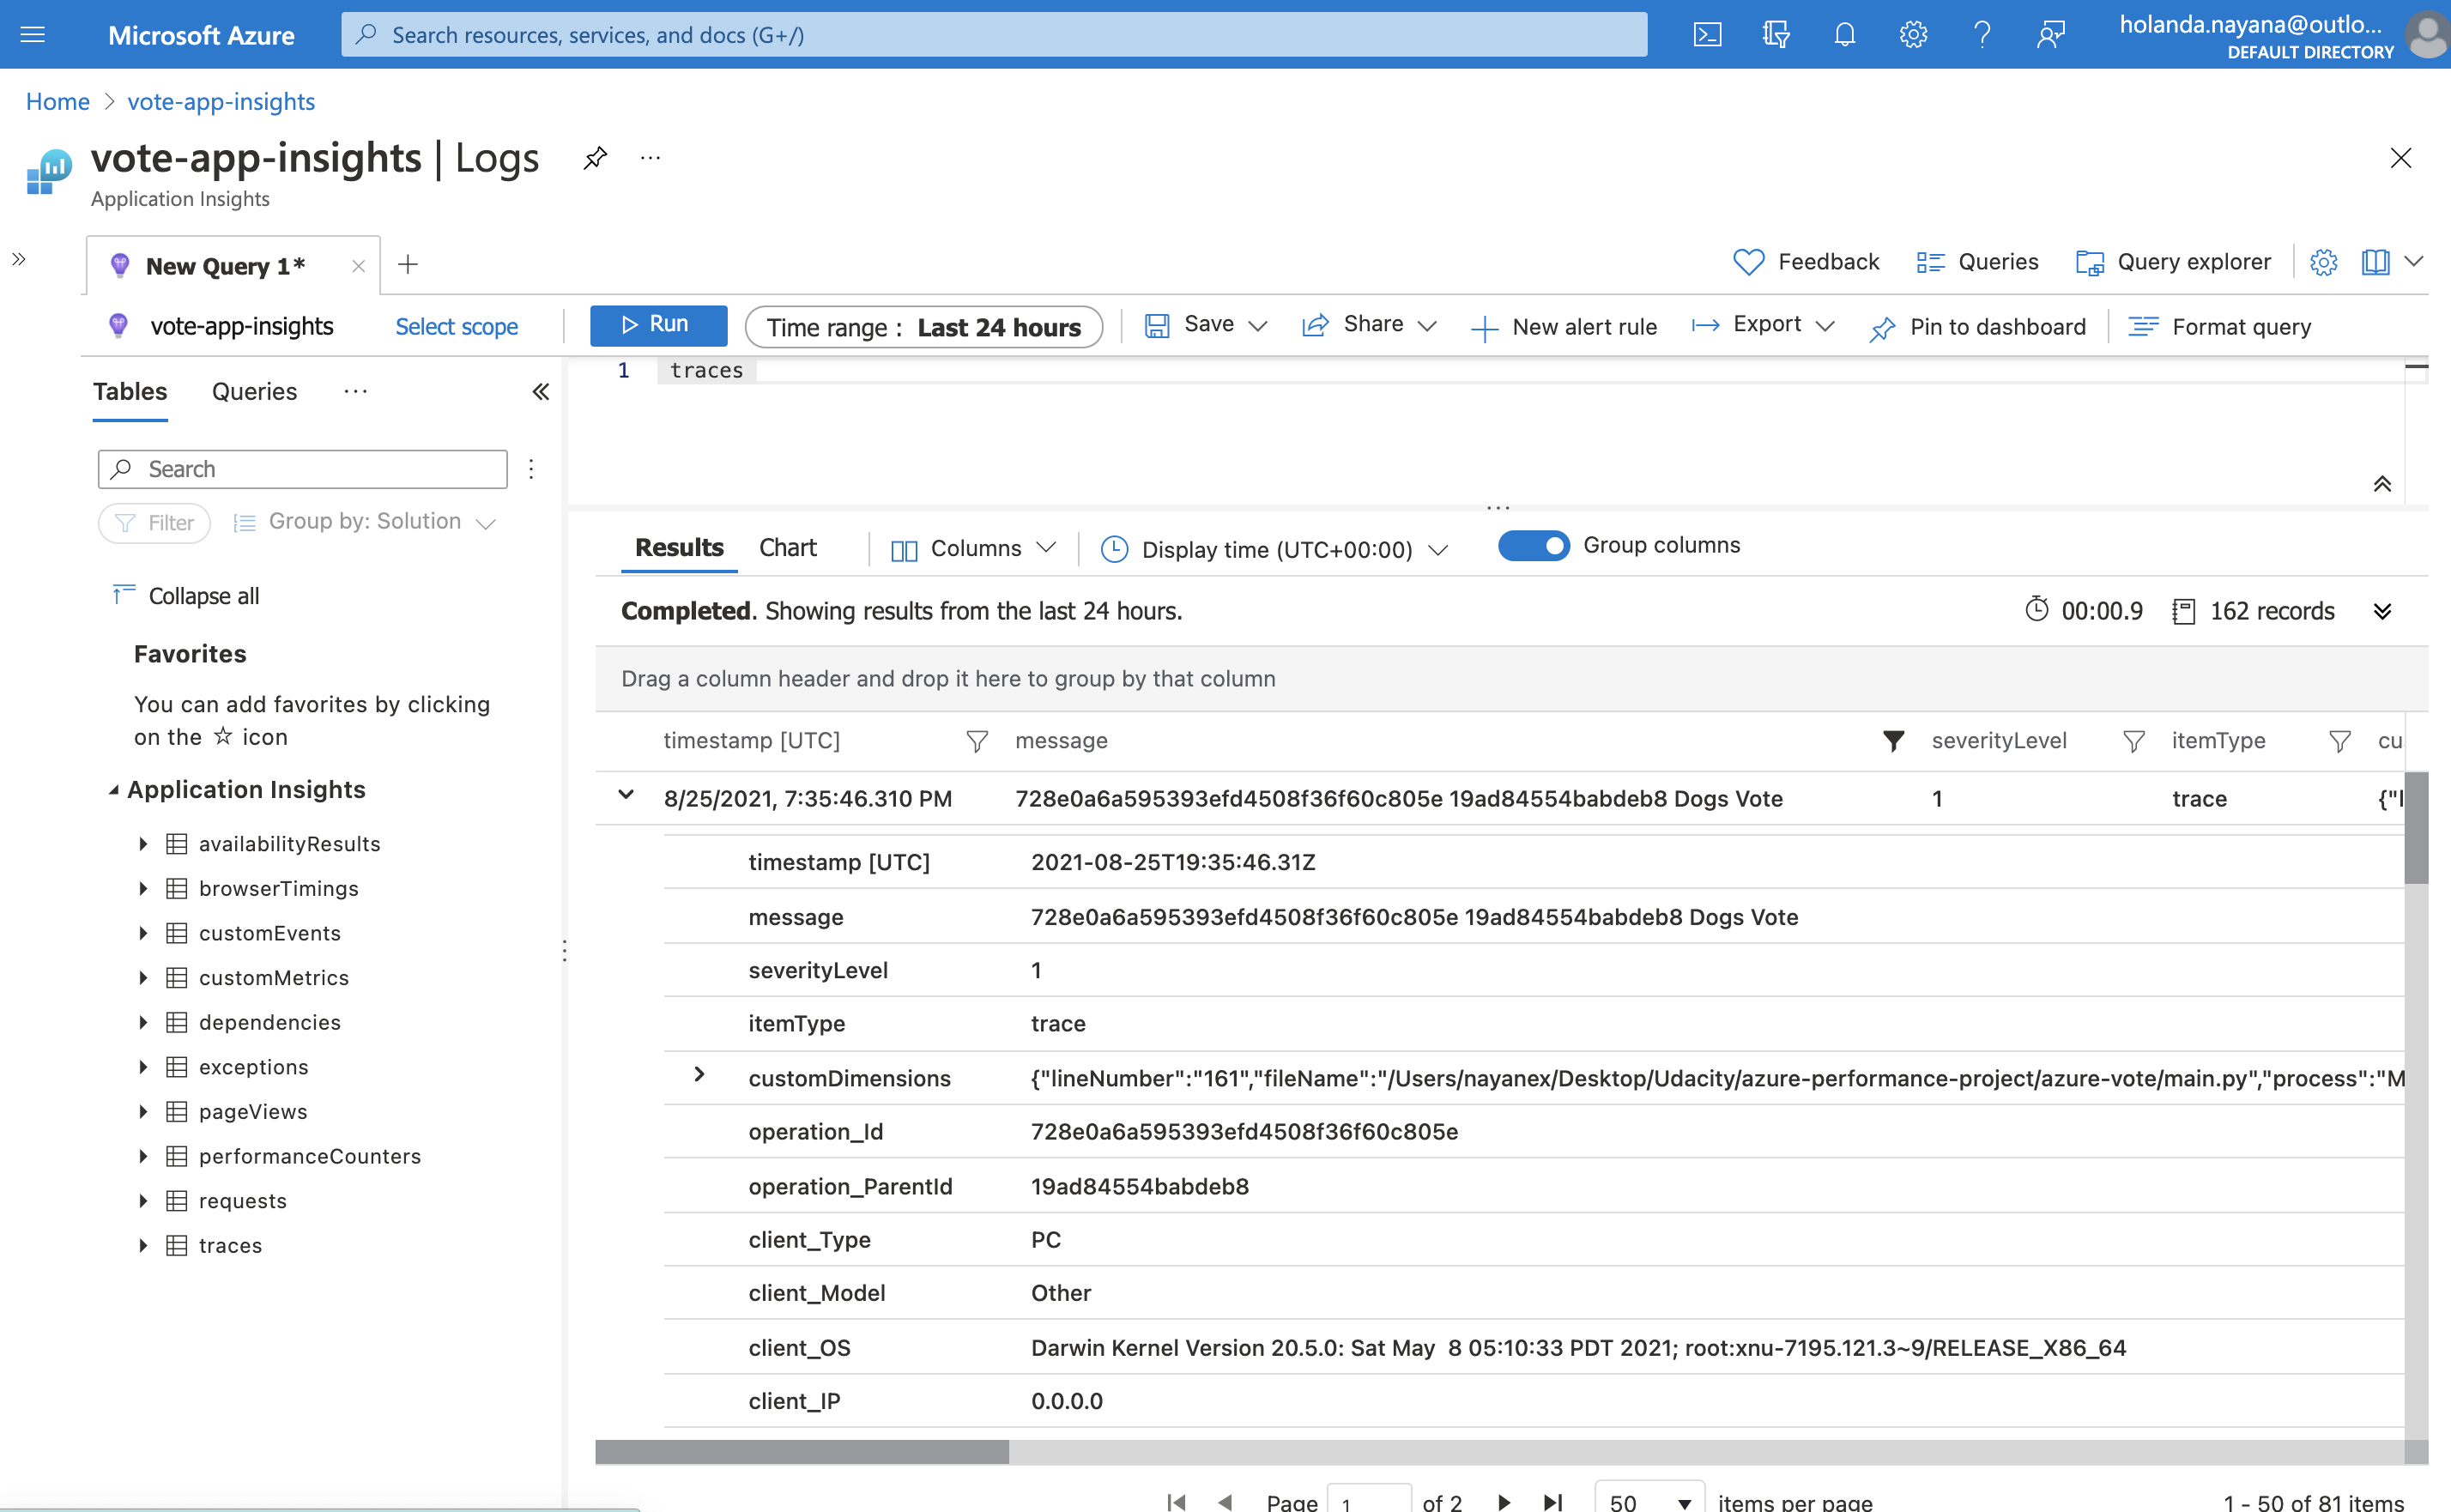 Microsoft Azure
Search resources, services, and docs (G+/)
holanda.nayana@outlo...
DEFAULT DIRECTORY
Home > vote-app-insights
vote-app-insights | Logs
Application Insights
New Query 1*
Feedback Queries Query explorer
vote-app-insights Select scope Run Time range : Last 24 hours Save Share New alert rule Export Pin to dashboard Format query
1 traces
Tables Queries
Search
Filter Group by: Solution
Collapse all
Favorites
You can add favorites by clicking
on the ☆ icon
Application Insights
availabilityResults
browserTimings
customEvents
customMetrics
dependencies
exceptions
pageViews
performanceCounters
requests
traces
Results Chart Columns Display time (UTC+00:00) Group columns
Completed. Showing results from the last 24 hours. 00:00.9 162 records
Drag a column header and drop it here to group by that column
timestamp [UTC] message severityLevel itemType cu
8/25/2021, 7:35:46.310 PM 728e0a6a595393efd4508f36f60c805e 19ad84554babdeb8 Dogs Vote 1 trace {"l
timestamp [UTC] 2021-08-25T19:35:46.31Z
message 728e0a6a595393efd4508f36f60c805e 19ad84554babdeb8 Dogs Vote
severityLevel 1
itemType trace
customDimensions {"lineNumber":"161","fileName":"/Users/nayanex/Desktop/Udacity/azure-performance-project/azure-vote/main.py","process":"M
operation_Id 728e0a6a595393efd4508f36f60c805e
operation_ParentId 19ad84554babdeb8
client_Type PC
client_Model Other
client_OS Darwin Kernel Version 20.5.0: Sat May 8 05:10:33 PDT 2021; root:xnu-7195.121.3~9/RELEASE_X86_64
client_IP 0.0.0.0
Page 1 of 2 50 items per page 1 - 50 of 81 items